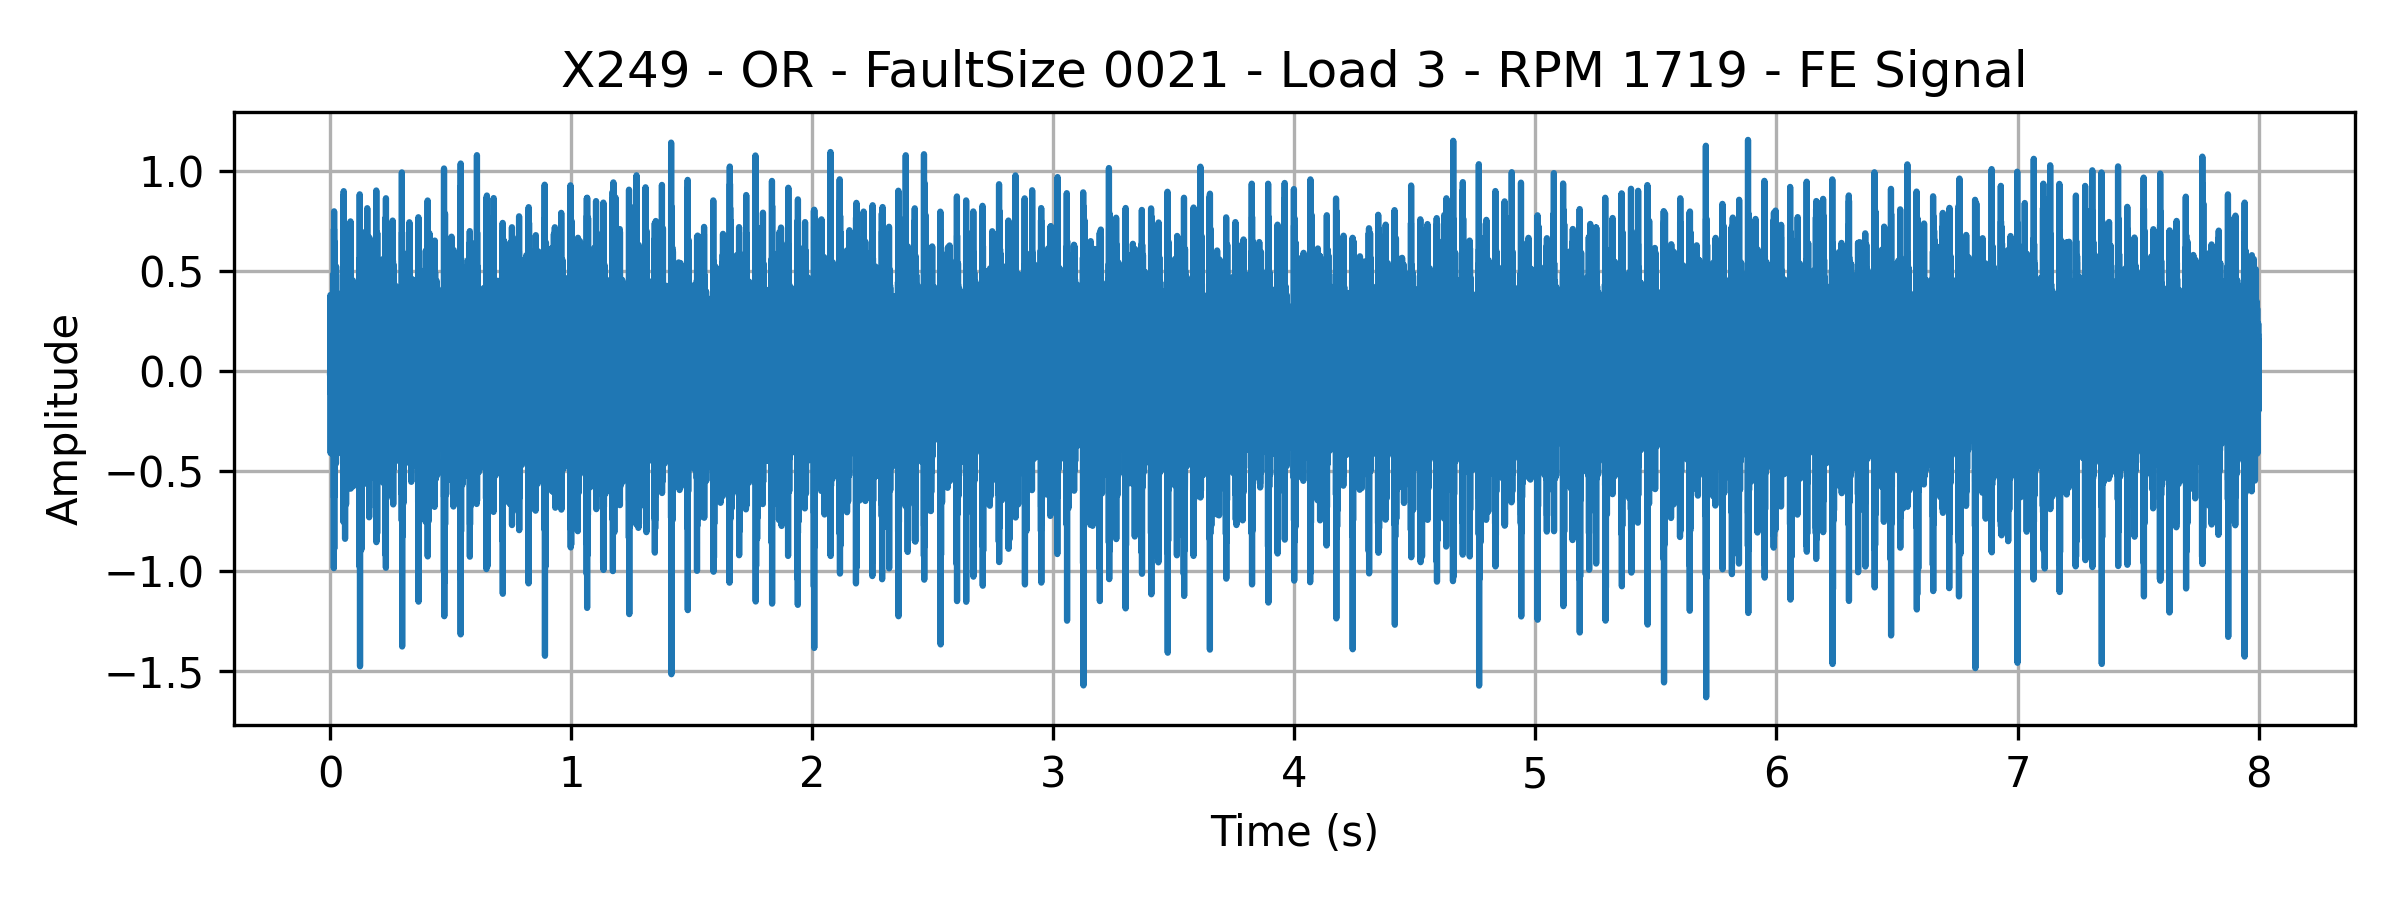 X249 - OR - FaultSize 0021 - Load 3 - RPM 1719 - FE Signal
1.0
0.5
0.0
−0.5
−1.0
−1.5
Amplitude
0 1 2 3 4 5 6 7 8
Time (s)